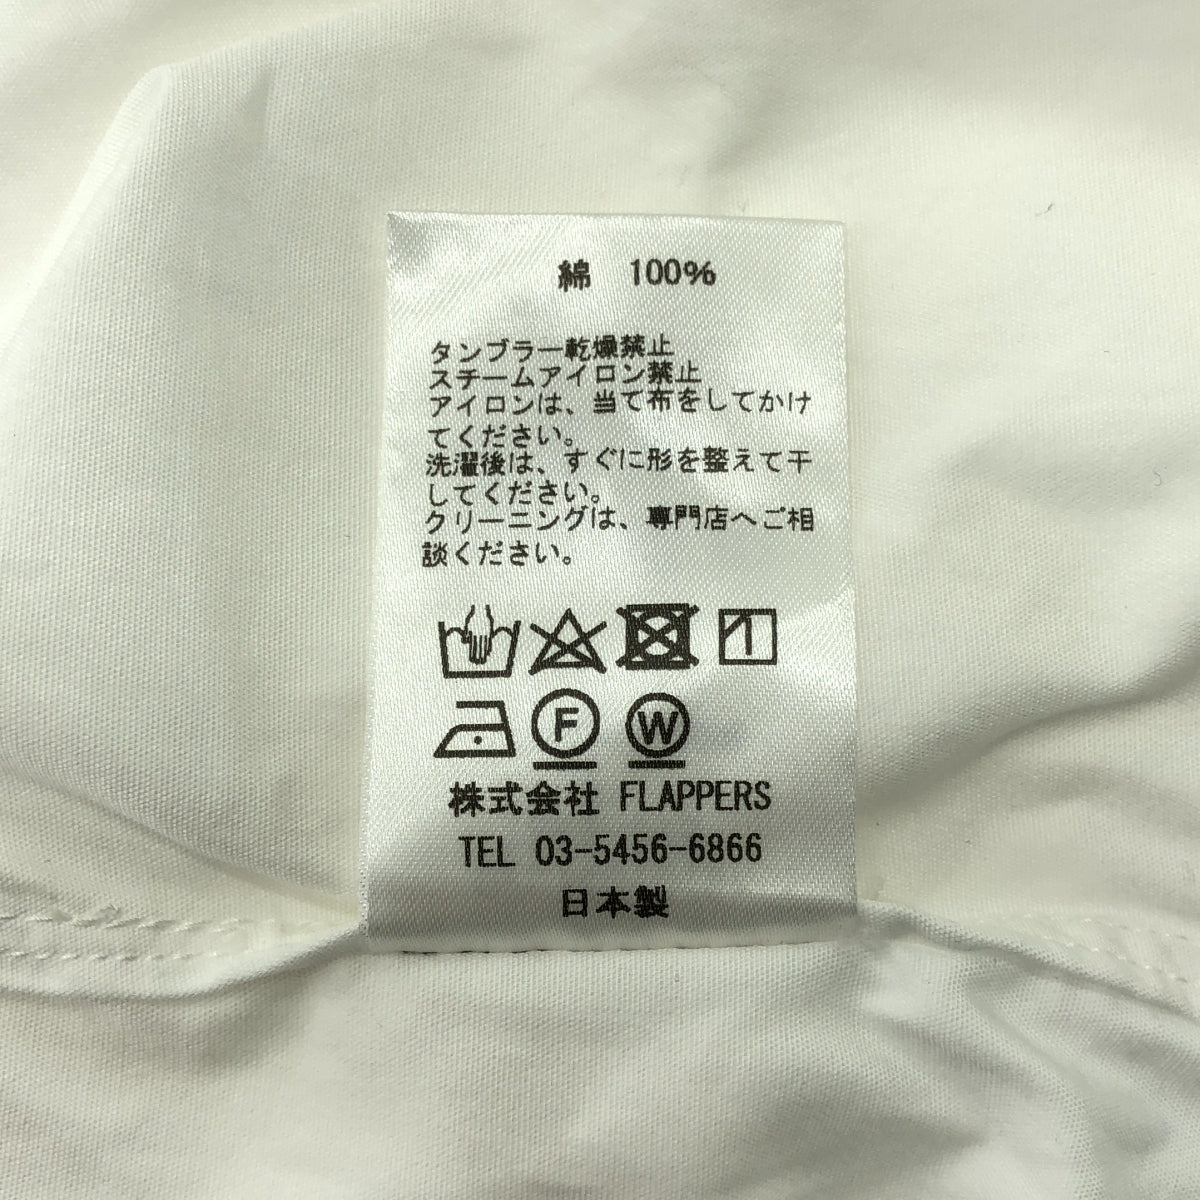 綿 100%
タンブラー乾燥禁止
スチームアイロン禁止
アイロンは、当て布をしてかけ
てください。
洗濯後は、すぐに形を整えて干
してください。
クリーニングは、専門店へご相
談ください。
F W
株式会社 FLAPPERS
TEL 03-5456-6866
日本製